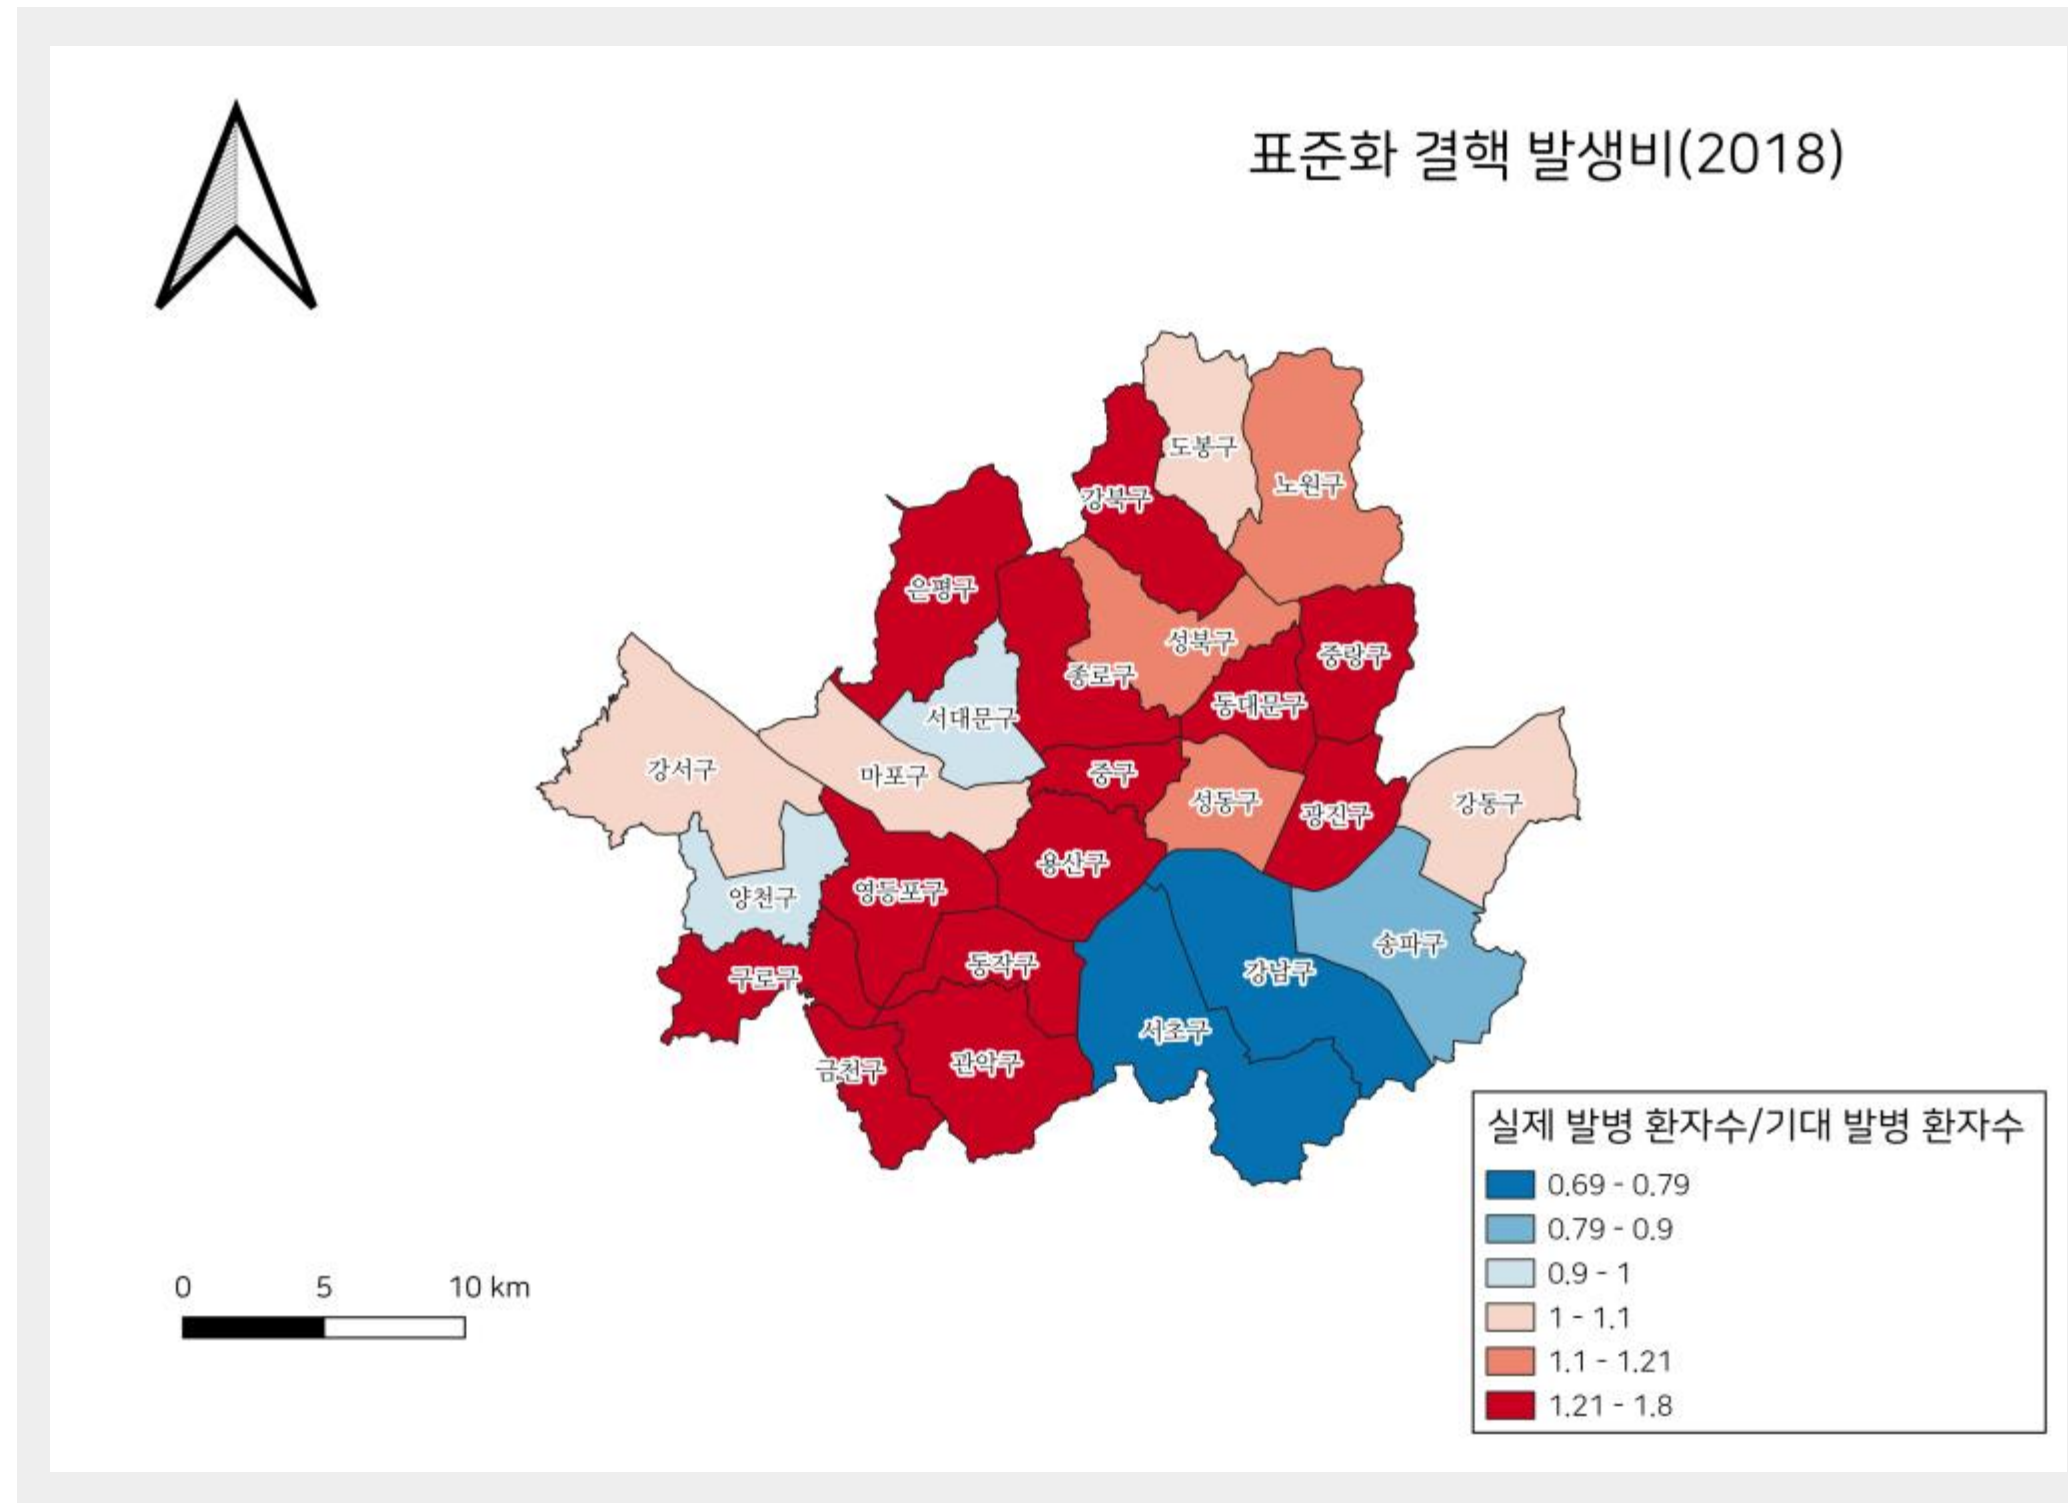 표준화 결핵 발생비(2018)
도봉구
노원구
강북구
은평구
성북구
중랑구
종로구
동대문구
서대문구
강서구
마포구
중구
성동구
광진구
강동구
용산구
양천구
영등포구
송파구
동작구
강남구
구로구
서초구
관악구
금천구
실제 발병 환자수/기대 발병 환자수
0.69 - 0.79
0.79 - 0.9
0.9 - 1
1 - 1.1
1.1 - 1.21
1.21 - 1.8
0 5 10 km